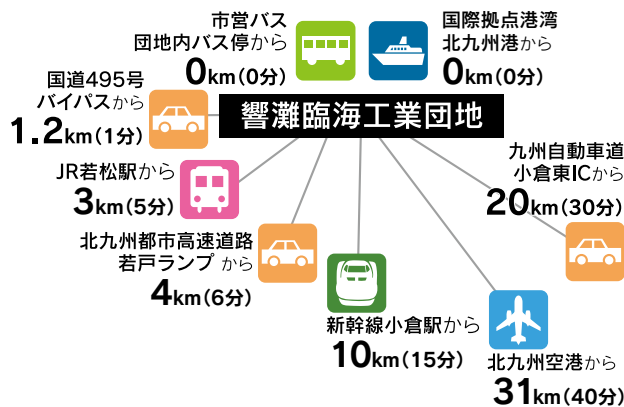 市営バス
団地内バス停から
0km(0分)
国際拠点港湾
北九州港から
0km(0分)
国道495号
バイパスから
1.2km(1分)
響灘臨海工業団地
JR若松駅から
3km(5分)
九州自動車道
小倉東ICから
20km(30分)
北九州都市高速道路
若戸ランプ から
4km(6分)
新幹線小倉駅から
10km(15分)
北九州空港から
31km(40分)